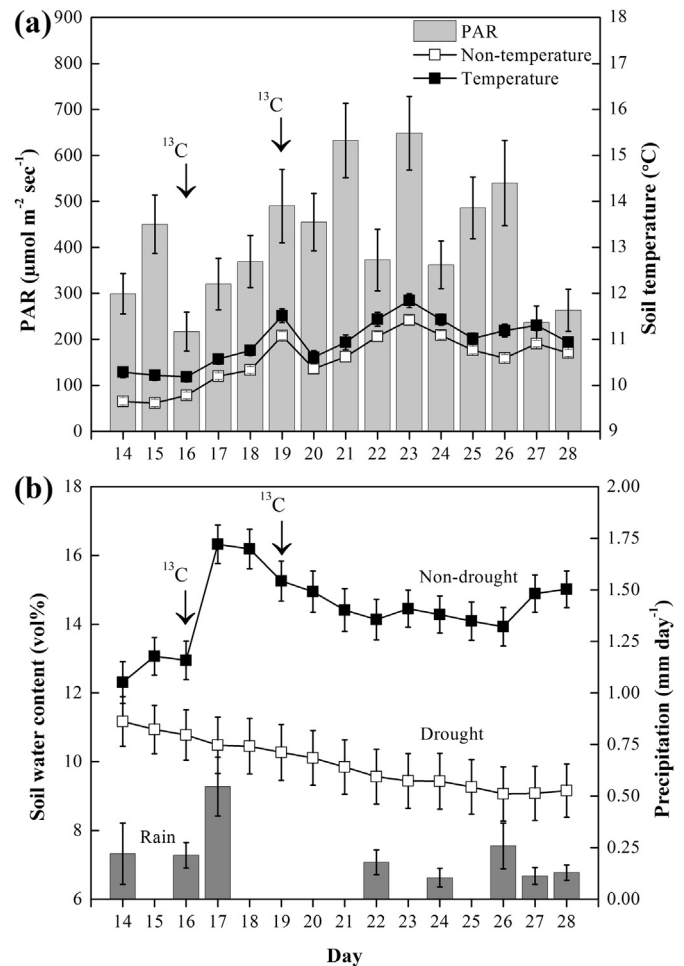 (a)
900
800
700
600
500
400
300
200
100
0
PAR (µmol m⁻² sec⁻¹)
PAR
Non-temperature
Temperature
¹³C
¹³C
18
17
16
15
14
13
12
11
10
9
Soil temperature (°C)
14 15 16 17 18 19 20 21 22 23 24 25 26 27 28
(b)
18
16
14
12
10
8
6
Soil water content (vol%)
¹³C
¹³C
Non-drought
Drought
Rain
2.00
1.75
1.50
1.25
1.00
0.75
0.50
0.25
0.00
Precipitation (mm day⁻¹)
14 15 16 17 18 19 20 21 22 23 24 25 26 27 28
Day